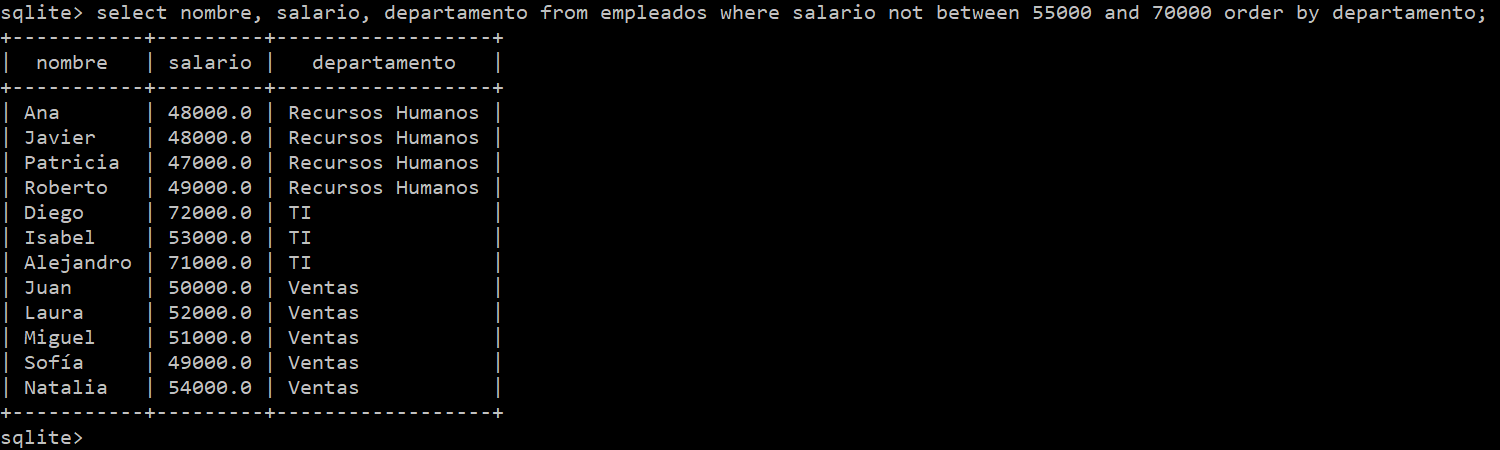 sqlite> select nombre, salario, departamento from empleados where salario not between 55000 and 70000 order by departamento;
+-----------+---------+------------------+
|  nombre   | salario |   departamento   |
+-----------+---------+------------------+
| Ana       | 48000.0 | Recursos Humanos |
| Javier    | 48000.0 | Recursos Humanos |
| Patricia  | 47000.0 | Recursos Humanos |
| Roberto   | 49000.0 | Recursos Humanos |
| Diego     | 72000.0 | TI               |
| Isabel    | 53000.0 | TI               |
| Alejandro | 71000.0 | TI               |
| Juan      | 50000.0 | Ventas           |
| Laura     | 52000.0 | Ventas           |
| Miguel    | 51000.0 | Ventas           |
| Sofía     | 49000.0 | Ventas           |
| Natalia   | 54000.0 | Ventas           |
+-----------+---------+------------------+
sqlite>